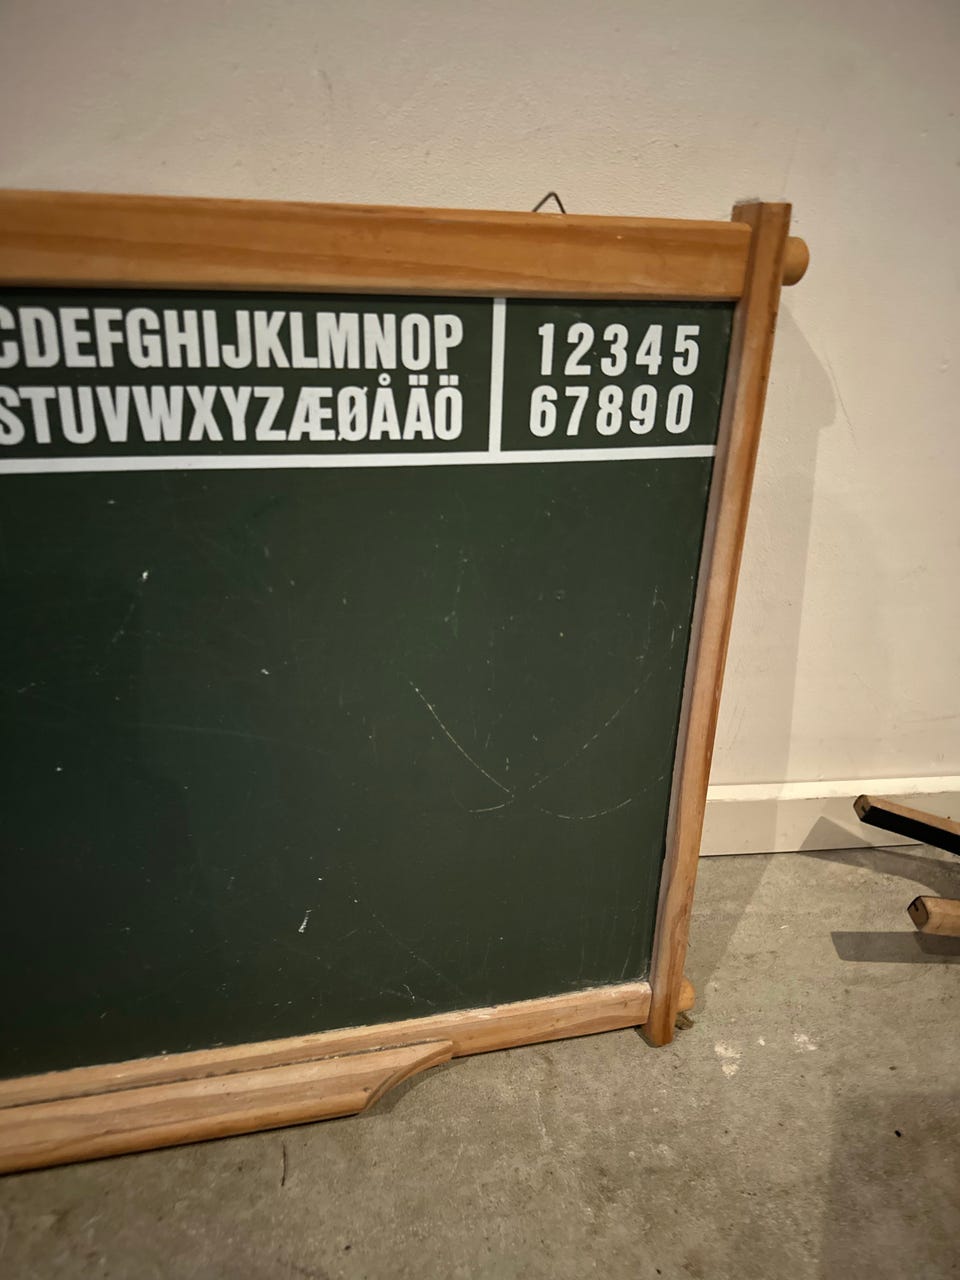 CDEFGHIJKLMNOP
12345
STUVWXYZÆØÅÄÖ
67890